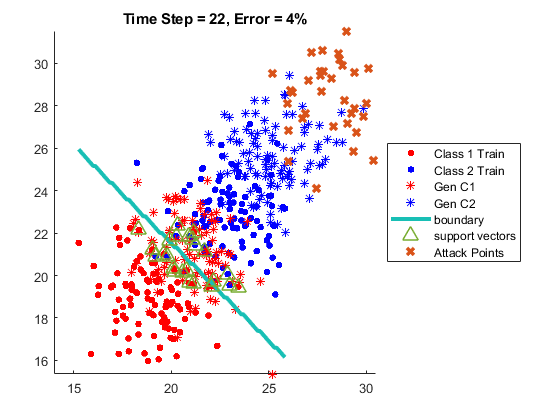 Time Step = 22, Error = 4%
30
28
26
24
22
20
18
16
15
20
25
30
Class 1 Train
Class 2 Train
Gen C1
Gen C2
boundary
support vectors
Attack Points